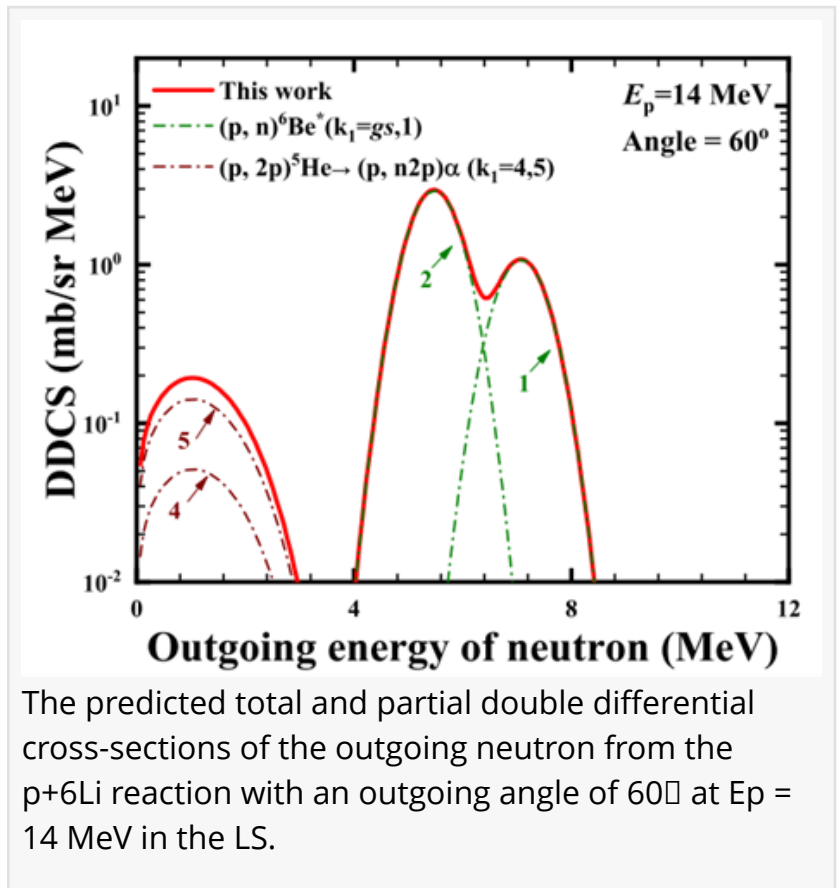 This work
(p, n)⁶Be*(k₁=gs,1)
(p, 2p)⁵He→ (p, n2p)α (k₁=4,5)
Eₚ=14 MeV
Angle = 60°
DDCS (mb/sr MeV)
10¹
10⁰
10⁻¹
10⁻²
2
1
5
4
0
4
8
12
Outgoing energy of neutron (MeV)
The predicted total and partial double differential
cross-sections of the outgoing neutron from the
p+6Li reaction with an outgoing angle of 60▯ at Ep =
14 MeV in the LS.